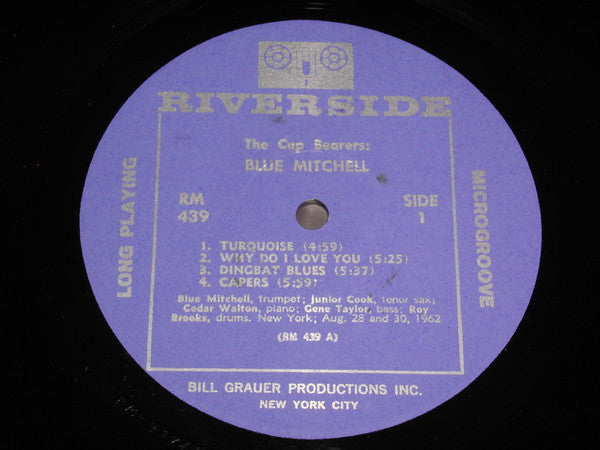 RIVERSIDE
The Cup Bearers:
BLUE MITCHELL
RM
439
SIDE
1
LONG PLAYING
MICROGROOVE
1. TURQUOISE (4:59)
2. WHY DO I LOVE YOU (5:25)
3. DINGBAT BLUES (5:37)
4. CAPERS (5:59)
Blue Mitchell, trumpet; Junior Cook, tenor sax;
Cedar Walton, piano; Gene Taylor, bass; Roy
Brooks, drums. New York; Aug. 28 and 30, 1962
(RM 439 A)
BILL GRAUER PRODUCTIONS INC.
NEW YORK CITY